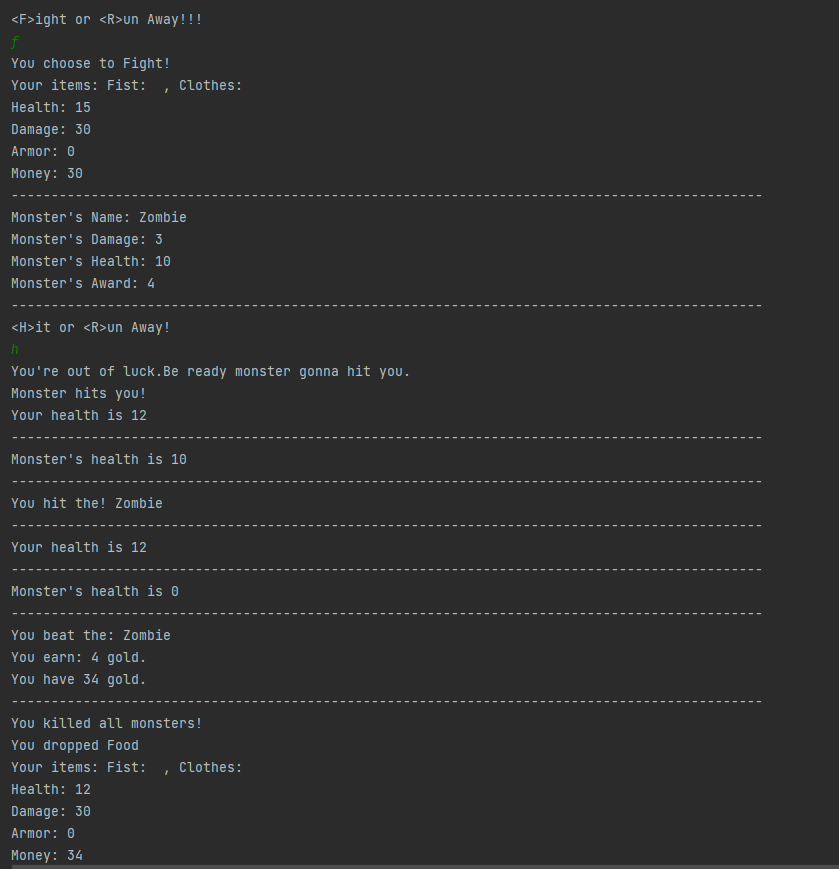 <F>ight or <R>un Away!!!
f
You choose to Fight!
Your items: Fist:  , Clothes:
Health: 15
Damage: 30
Armor: 0
Money: 30
----------------------------------------------------------------------------------------------
Monster's Name: Zombie
Monster's Damage: 3
Monster's Health: 10
Monster's Award: 4
----------------------------------------------------------------------------------------------
<H>it or <R>un Away!
h
You're out of luck.Be ready monster gonna hit you.
Monster hits you!
Your health is 12
----------------------------------------------------------------------------------------------
Monster's health is 10
----------------------------------------------------------------------------------------------
You hit the! Zombie
----------------------------------------------------------------------------------------------
Your health is 12
----------------------------------------------------------------------------------------------
Monster's health is 0
----------------------------------------------------------------------------------------------
You beat the: Zombie
You earn: 4 gold.
You have 34 gold.
----------------------------------------------------------------------------------------------
You killed all monsters!
You dropped Food
Your items: Fist:  , Clothes:
Health: 12
Damage: 30
Armor: 0
Money: 34